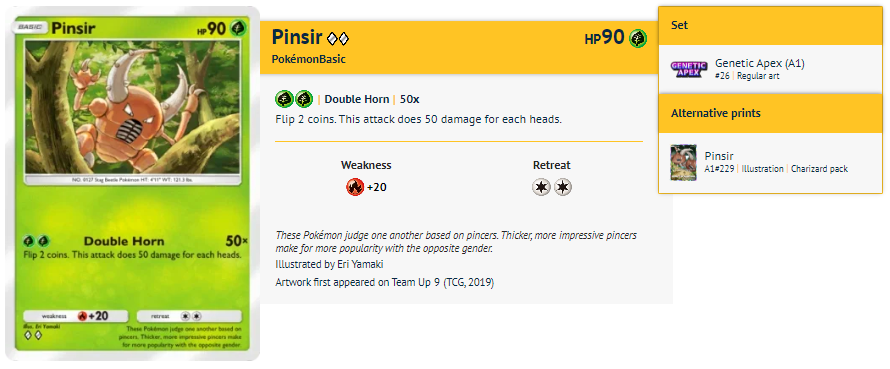 BASIC Pinsir HP 90
NO. 0127 Stag Beetle Pokémon HT: 4'11" WT: 121.3 lbs.
Double Horn 50×
Flip 2 coins. This attack does 50 damage for each heads.
weakness +20 retreat
Illus. Eri Yamaki
These Pokémon judge one another based on
pincers. Thicker, more impressive pincers make
for more popularity with the opposite gender.
Pinsir HP 90
PokémonBasic
| Double Horn | 50x
Flip 2 coins. This attack does 50 damage for each heads.
Weakness Retreat
+20
These Pokémon judge one another based on pincers. Thicker, more impressive pincers
make for more popularity with the opposite gender.
Illustrated by Eri Yamaki
Artwork first appeared on Team Up 9 (TCG, 2019)
Set
GENETIC
APEX
Genetic Apex (A1)
#26 | Regular art
Alternative prints
Pinsir
A1#229 | Illustration | Charizard pack